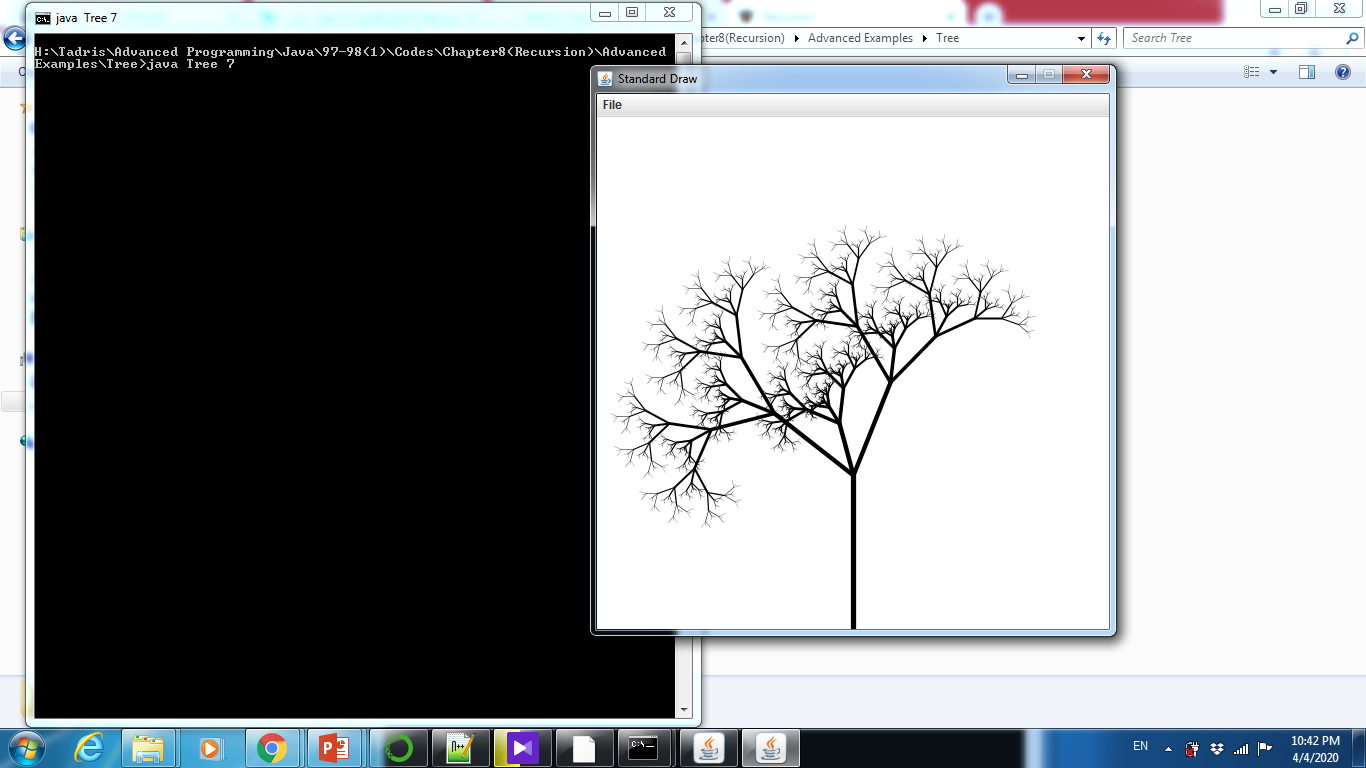 java  Tree 7
H:\Tadris\Advanced Programming\Java\97-98(1)\Codes\Chapter8(Recursion)\Advanced
Examples\Tree>java Tree 7
pter8(Recursion) Advanced Examples Tree
Search Tree
Standard Draw
File
EN
10:42 PM
4/4/2020